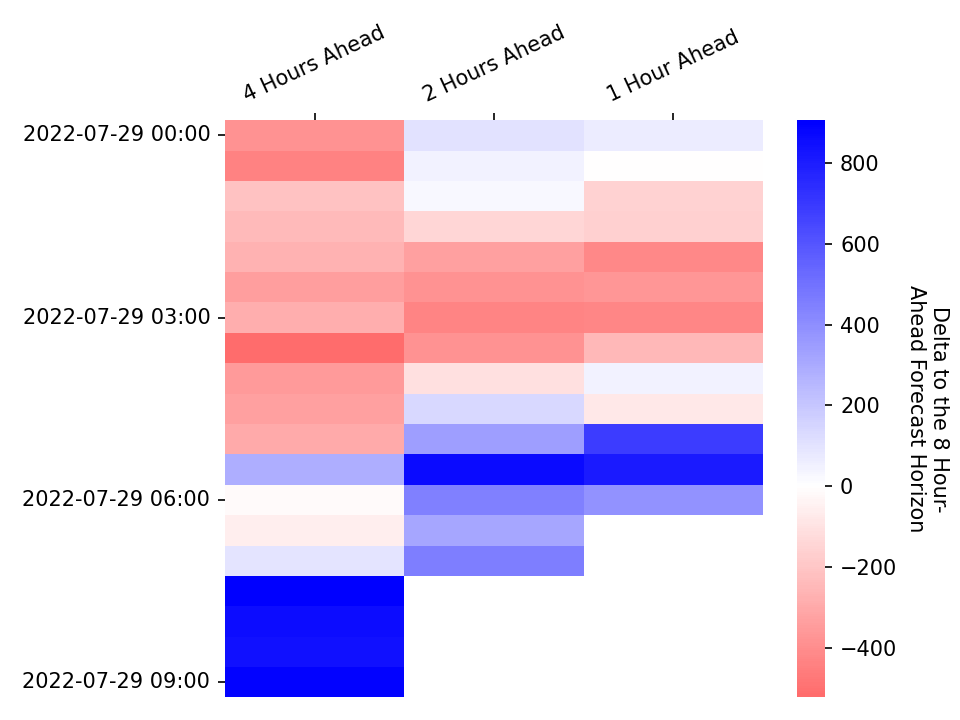 4 Hours Ahead
2 Hours Ahead
1 Hour Ahead
2022-07-29 00:00
2022-07-29 03:00
2022-07-29 06:00
2022-07-29 09:00
800
600
400
200
0
−200
−400
Delta to the 8 Hour-
Ahead Forecast Horizon